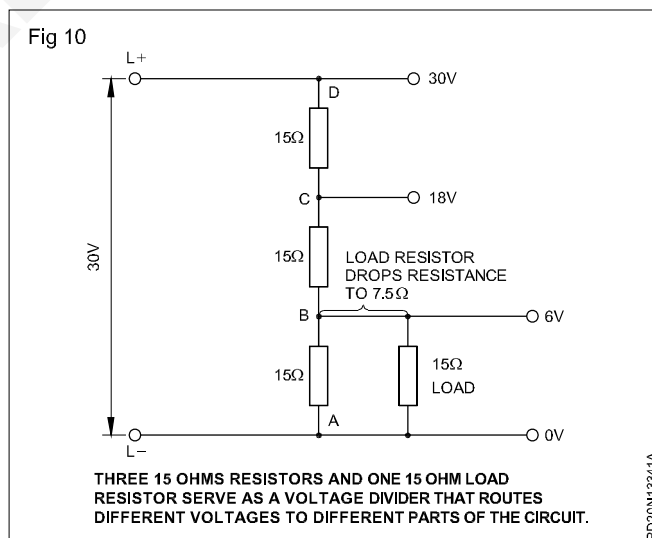 Fig 10
L+
D
30V
15Ω
C
18V
30V
15Ω
LOAD RESISTOR
DROPS RESISTANCE
TO 7.5Ω
B
6V
15Ω
15Ω
LOAD
A
L−
0V
THREE 15 OHMS RESISTORS AND ONE 15 OHM LOAD
RESISTOR SERVE AS A VOLTAGE DIVIDER THAT ROUTES
DIFFERENT VOLTAGES TO DIFFERENT PARTS OF THE CIRCUIT.